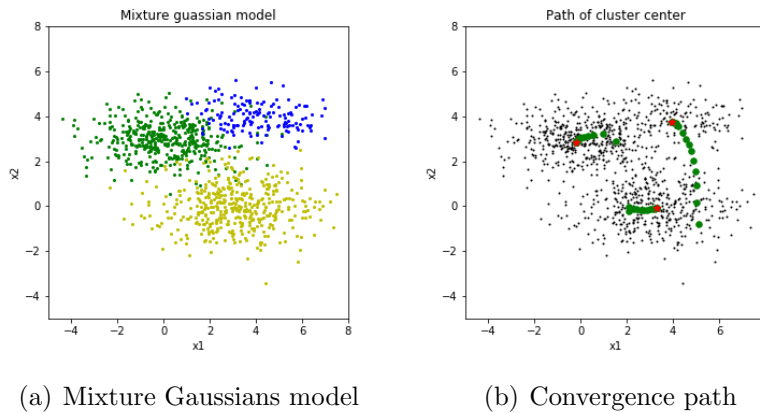 Mixture guassian model
8
6
4
2
0
−2
−4
x2
−4 −2 0 2 4 6 8
x1
Path of cluster center
8
6
4
2
0
−2
−4
x2
−4 −2 0 2 4 6
x1
(a) Mixture Gaussians model
(b) Convergence path